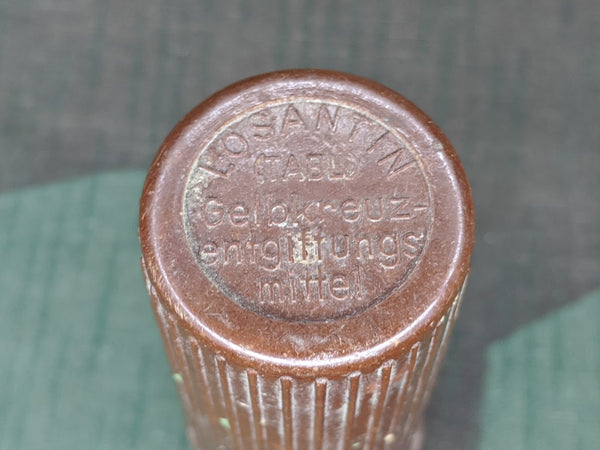 LOSANTIN
(TABL.)
Gelbkreuz-
entgiftungs
mittel